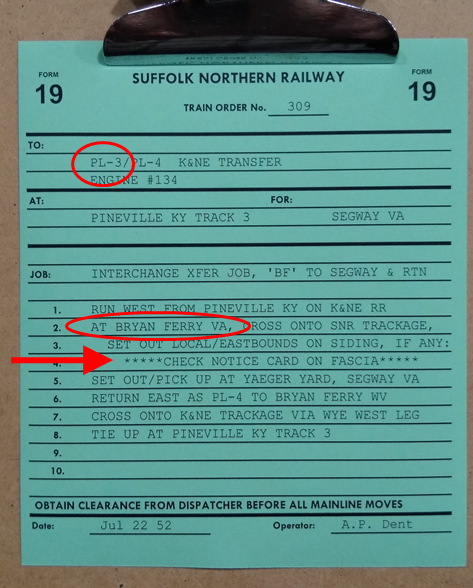 FORM
19
SUFFOLK NORTHERN RAILWAY
FORM
19
TRAIN ORDER No. 309
TO:
PL-3/PL-4 K&NE TRANSFER
ENGINE #134
AT: FOR:
PINEVILLE KY TRACK 3 SEGWAY VA
JOB: INTERCHANGE XFER JOB, 'BF' TO SEGWAY & RTN
1. RUN WEST FROM PINEVILLE KY ON K&NE RR
2. AT BRYAN FERRY VA, CROSS ONTO SNR TRACKAGE,
3. SET OUT LOCAL/EASTBOUNDS ON SIDING, IF ANY:
4. *****CHECK NOTICE CARD ON FASCIA*****
5. SET OUT/PICK UP AT YAEGER YARD, SEGWAY VA
6. RETURN EAST AS PL-4 TO BRYAN FERRY WV
7. CROSS ONTO K&NE TRACKAGE VIA WYE WEST LEG
8. TIE UP AT PINEVILLE KY TRACK 3
9.
10.
OBTAIN CLEARANCE FROM DISPATCHER BEFORE ALL MAINLINE MOVES
Date: Jul 22 52 Operator: A.P. Dent